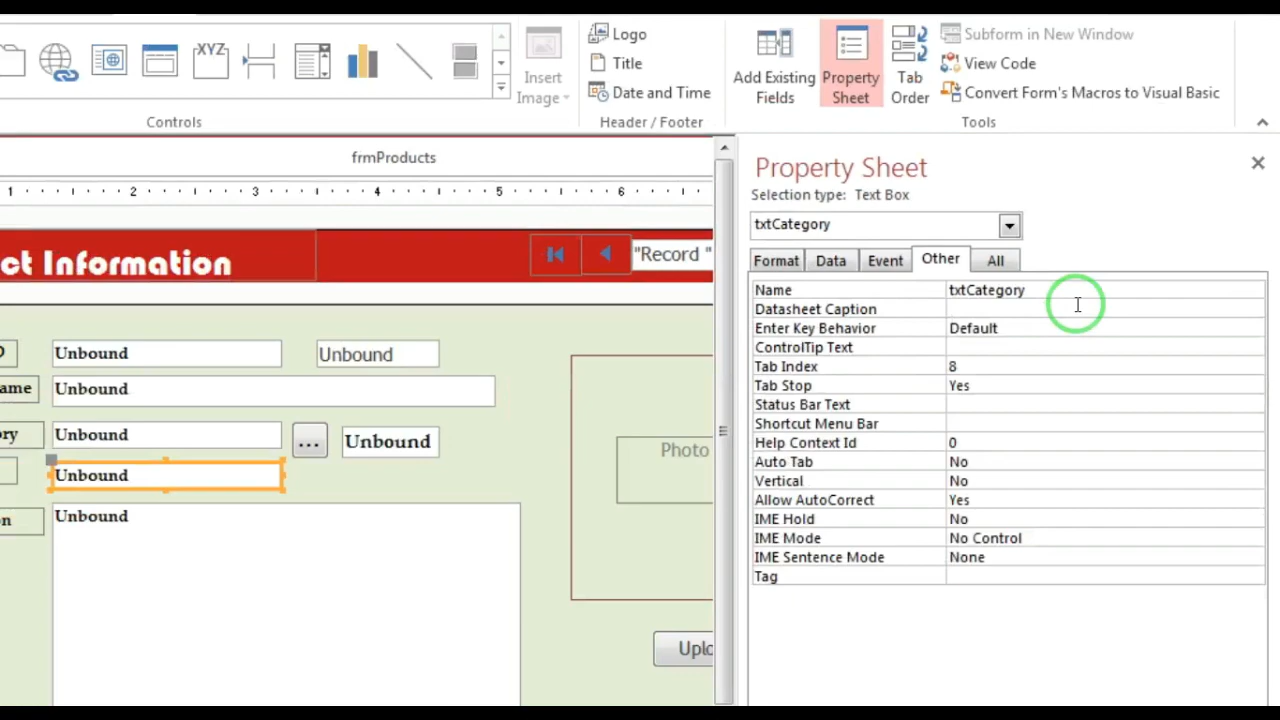 XYZ
Insert
Image
Logo
Title
Date and Time
Add Existing
Fields
Property
Sheet
Tab
Order
Subform in New Window
View Code
Convert Form's Macros to Visual Basic
Controls
Header / Footer
Tools
frmProducts
1 2 3 4 5 6
Property Sheet
Selection type: Text Box
txtCategory
Format Data Event Other All
Name txtCategory
Datasheet Caption
Enter Key Behavior Default
ControlTip Text
Tab Index 8
Tab Stop Yes
Status Bar Text
Shortcut Menu Bar
Help Context Id 0
Auto Tab No
Vertical No
Allow AutoCorrect Yes
IME Hold No
IME Mode No Control
IME Sentence Mode None
Tag
ct Information
"Record "
D Unbound Unbound
ame Unbound
ory Unbound ... Unbound
Unbound
on Unbound
Photo
Uplo